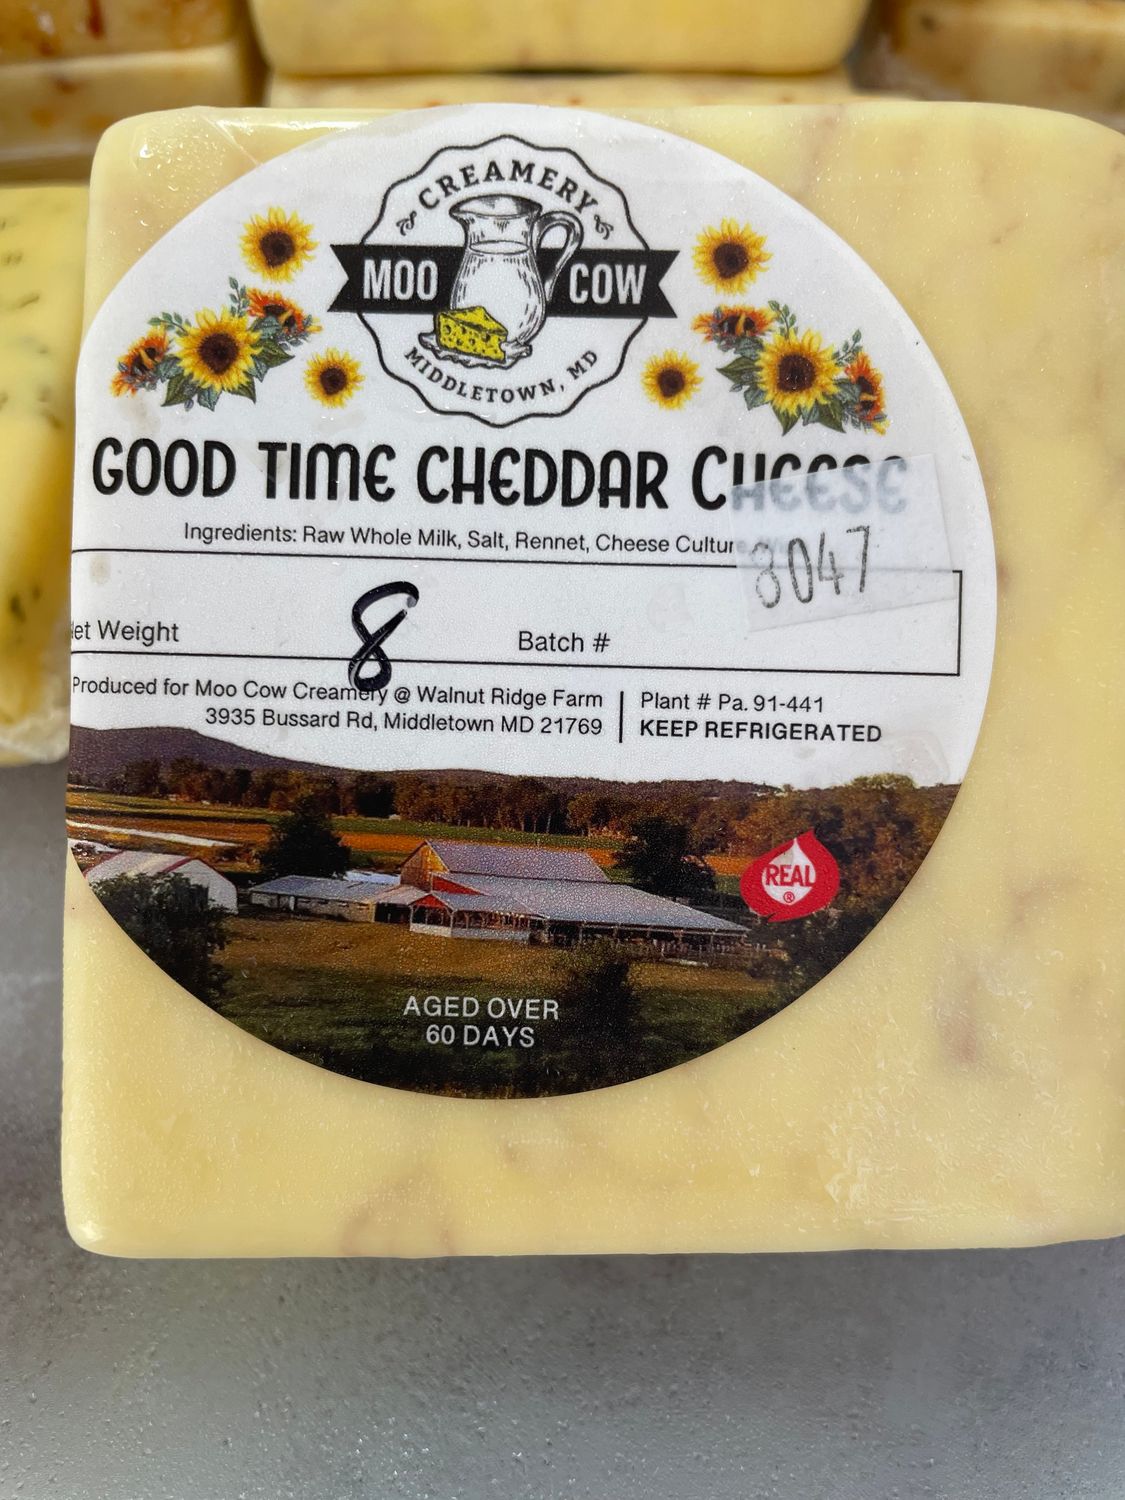 CREAMERY
MOO COW
MIDDLETOWN, MD
GOOD TIME CHEDDAR CHEESE
Ingredients: Raw Whole Milk, Salt, Rennet, Cheese Culture,
3047
8
et Weight
Batch #
Produced for Moo Cow Creamery @ Walnut Ridge Farm
3935 Bussard Rd, Middletown MD 21769
Plant # Pa. 91-441
KEEP REFRIGERATED
REAL
®
AGED OVER
60 DAYS